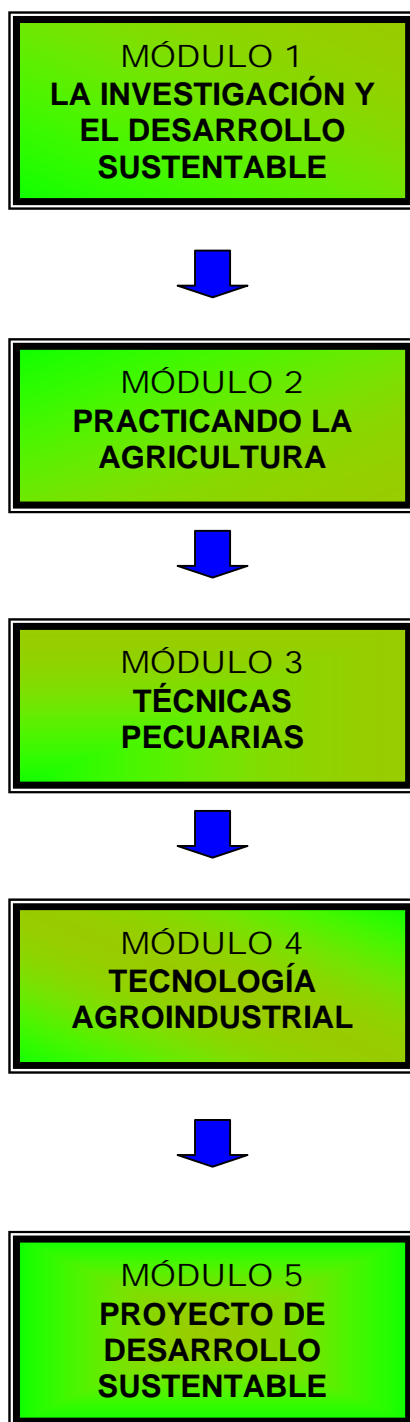 MÓDULO 1
LA INVESTIGACIÓN Y
EL DESARROLLO
SUSTENTABLE
MÓDULO 2
PRACTICANDO LA
AGRICULTURA
MÓDULO 3
TÉCNICAS
PECUARIAS
MÓDULO 4
TECNOLOGÍA
AGROINDUSTRIAL
MÓDULO 5
PROYECTO DE
DESARROLLO
SUSTENTABLE